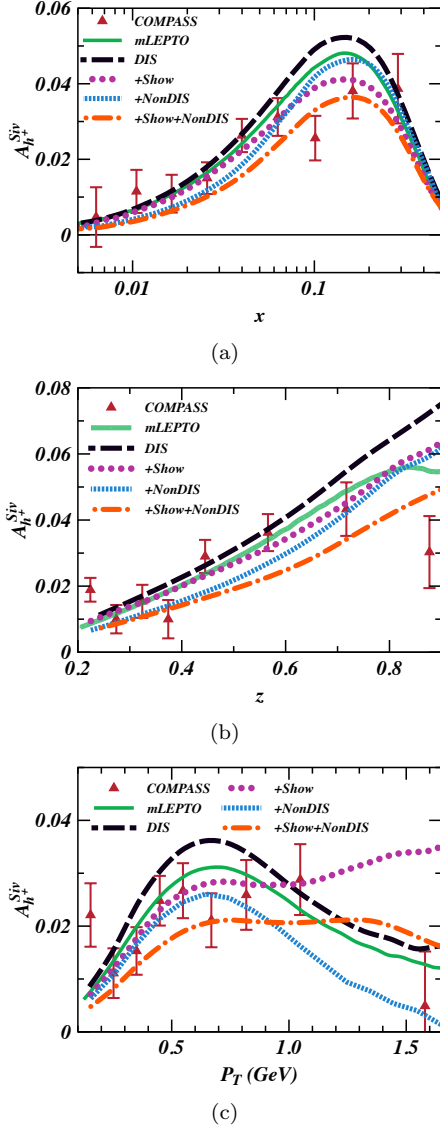 0.06
0.04
0.02
0
A_{h^+}^{Siv}
COMPASS
mLEPTO
DIS
+Show
+NonDIS
+Show+NonDIS
0.01 0.1
x
(a)
0.08
0.06
0.04
0.02
0
A_{h^+}^{Siv}
COMPASS
mLEPTO
DIS
+Show
+NonDIS
+Show+NonDIS
0.2 0.4 0.6 0.8
z
(b)
0.04
0.02
0
A_{h^+}^{Siv}
COMPASS +Show
mLEPTO +NonDIS
DIS +Show+NonDIS
0.5 1.0 1.5
P_T (GeV)
(c)